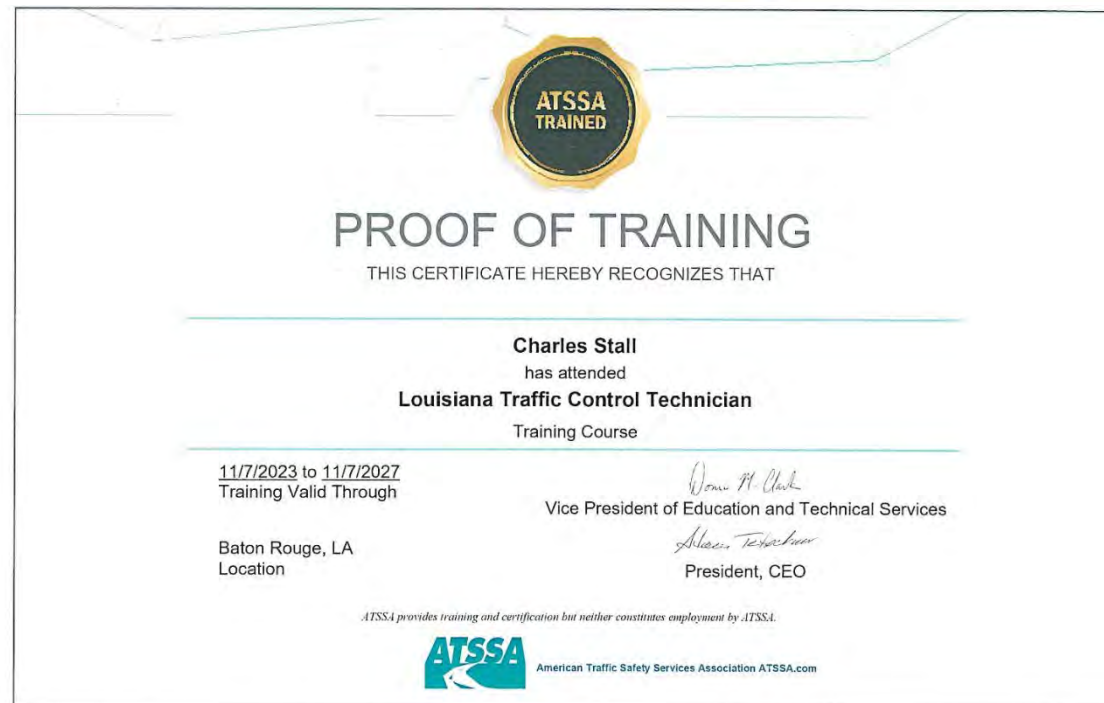 ATSSA
TRAINED
PROOF OF TRAINING
THIS CERTIFICATE HEREBY RECOGNIZES THAT
Charles Stall
has attended
Louisiana Traffic Control Technician
Training Course
11/7/2023 to 11/7/2027
Training Valid Through
Donna M. Clark
Vice President of Education and Technical Services
Baton Rouge, LA
Location
President, CEO
ATSSA provides training and certification but neither constitutes employment by ATSSA.
ATSSA
American Traffic Safety Services Association ATSSA.com